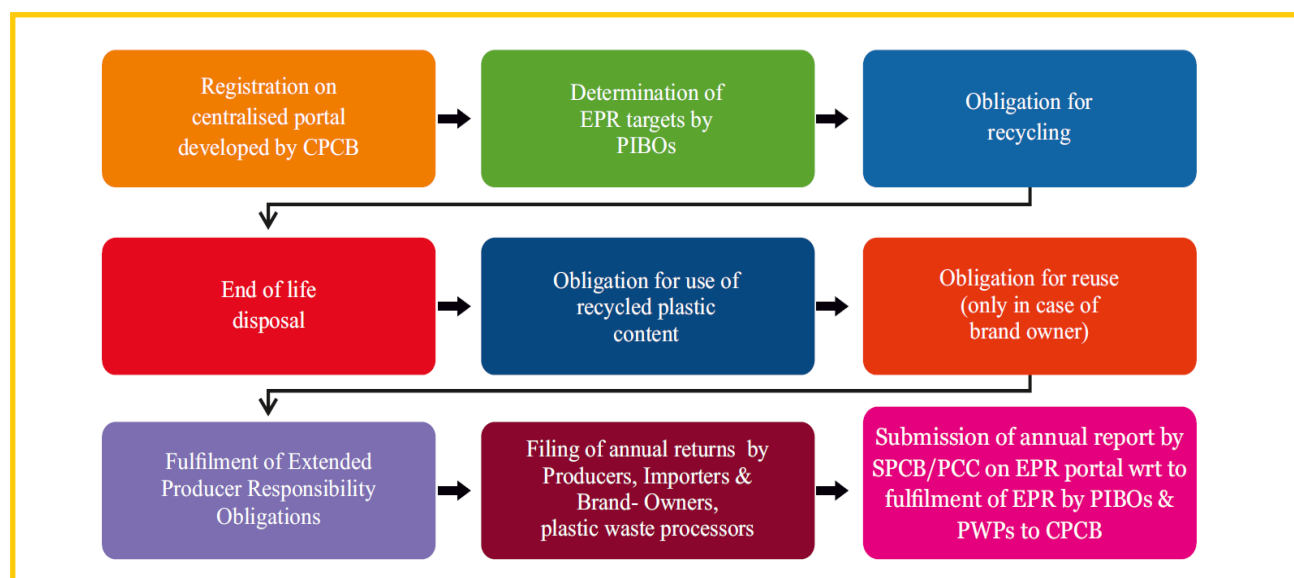 Registration on
centralised portal
developed by CPCB
Determination of
EPR targets by
PIBOs
Obligation for
recycling
End of life
disposal
Obligation for use of
recycled plastic
content
Obligation for reuse
(only in case of
brand owner)
Fulfilment of Extended
Producer Responsibility
Obligations
Filing of annual returns by
Producers, Importers &
Brand- Owners,
plastic waste processors
Submission of annual report by
SPCB/PCC on EPR portal wrt to
fulfilment of EPR by PIBOs &
PWPs to CPCB